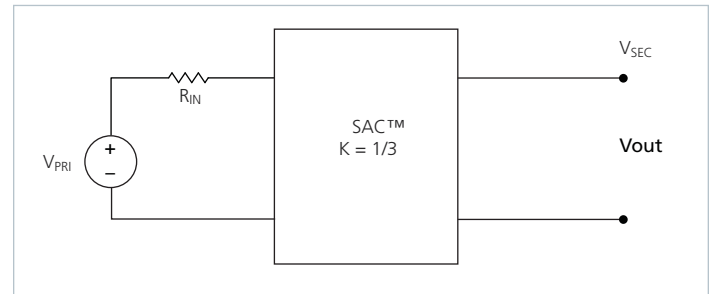 V_SEC
R_IN
SAC™
K = 1/3
Vout
V_PRI
+
–